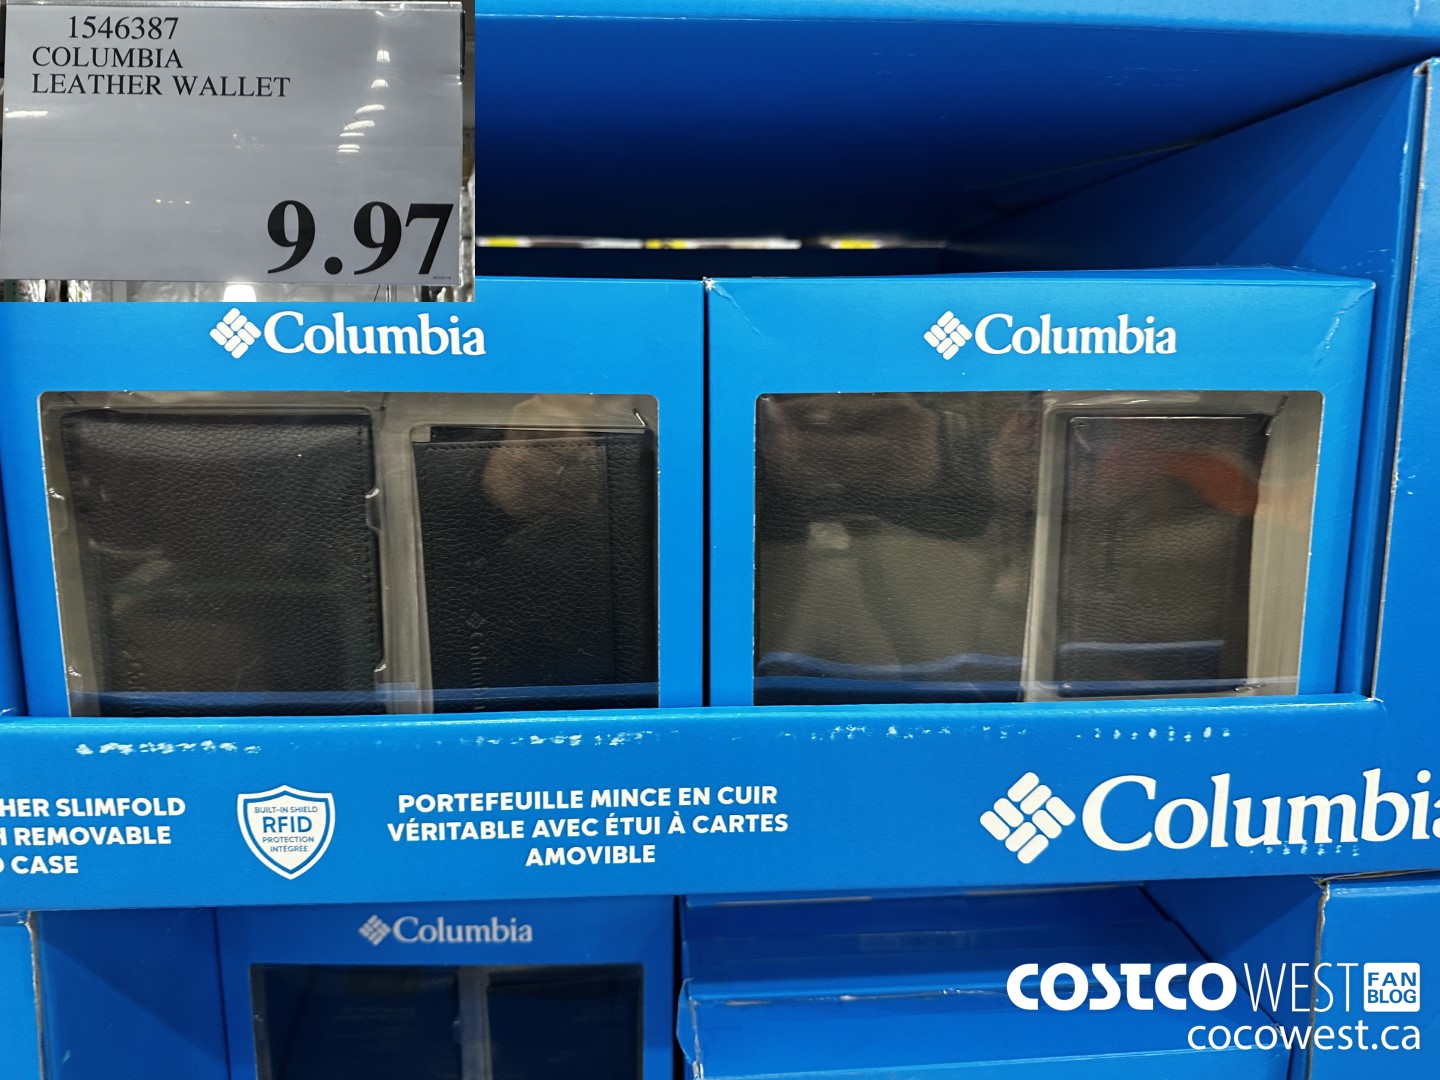 1546387
COLUMBIA
LEATHER WALLET
9.97
Columbia
Columbia
Columbia
HER SLIMFOLD
H REMOVABLE
CASE
BUILT-IN SHIELD
RFID
PROTECTION
INTÉGRÉE
PORTEFEUILLE MINCE EN CUIR
VÉRITABLE AVEC ÉTUI À CARTES
AMOVIBLE
Columbia
Columbia
COSTCO WEST FAN BLOG
cocowest.ca